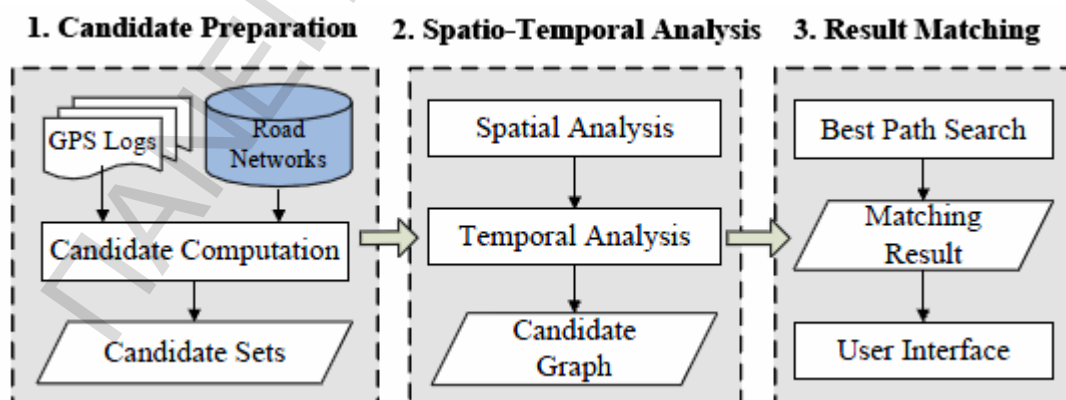 1. Candidate Preparation
2. Spatio-Temporal Analysis
3. Result Matching
GPS Logs
Road
Networks
Candidate Computation
Candidate Sets
Spatial Analysis
Temporal Analysis
Candidate
Graph
Best Path Search
Matching
Result
User Interface